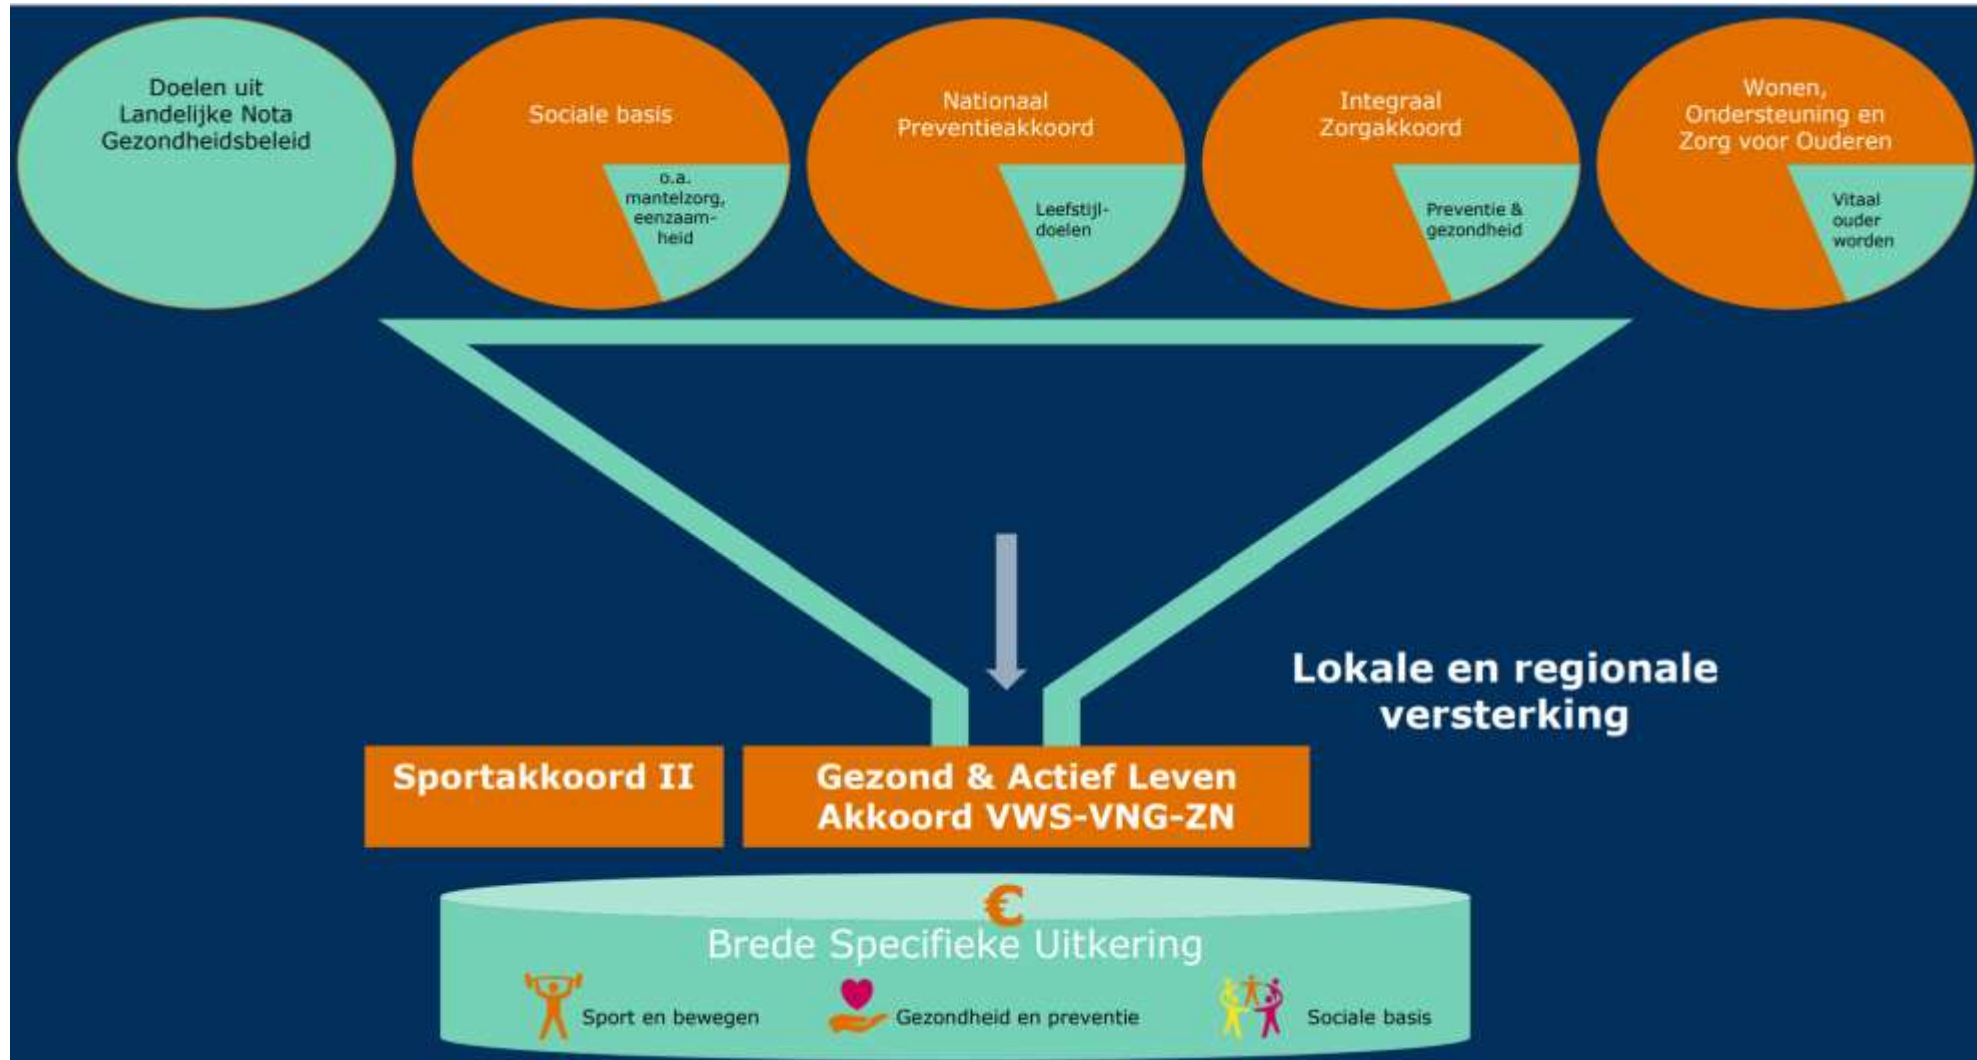 Doelen uit
Landelijke Nota
Gezondheidsbeleid
Sociale basis
o.a.
mantelzorg,
eenzaam-
heid
Nationaal
Preventieakkoord
Leefstijl-
doelen
Integraal
Zorgakkoord
Preventie &
gezondheid
Wonen,
Ondersteuning en
Zorg voor Ouderen
Vitaal
ouder
worden
Lokale en regionale
versterking
Sportakkoord II
Gezond & Actief Leven
Akkoord VWS-VNG-ZN
€
Brede Specifieke Uitkering
Sport en bewegen
Gezondheid en preventie
Sociale basis